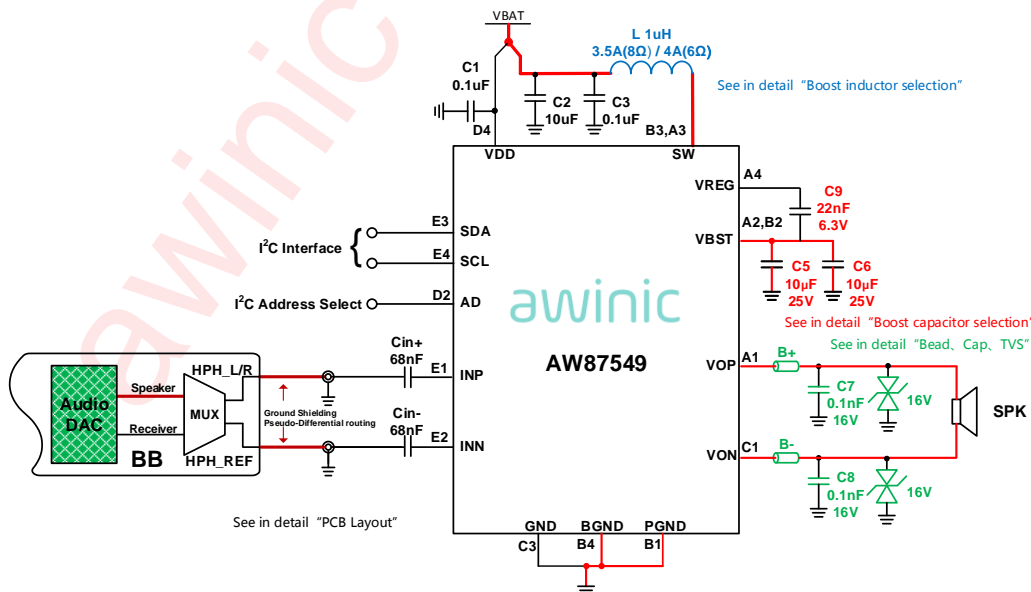 VBAT
L 1uH
3.5A(8Ω) / 4A(6Ω)
See in detail “Boost inductor selection”
C1
0.1uF
C2
10uF
C3
0.1uF
D4
B3,A3
VDD
SW
VREG
A4
C9
22nF
6.3V
A2,B2
VBST
C5
10μF
25V
C6
10μF
25V
See in detail “Boost capacitor selection”
See in detail “Bead、Cap、TVS”
I²C Interface
{
E3
SDA
E4
SCL
I²C Address Select
D2
AD
awinic
AW87549
Cin+
68nF
E1
INP
Cin-
68nF
E2
INN
HPH_L/R
Speaker
Audio
DAC
MUX
Receiver
BB
HPH_REF
Ground Shielding
Pseudo-Differential routing
See in detail “PCB Layout”
VOP
A1
B+
C7
0.1nF
16V
16V
SPK
VON
C1
B-
C8
0.1nF
16V
16V
GND
BGND
PGND
C3
B4
B1
awinic